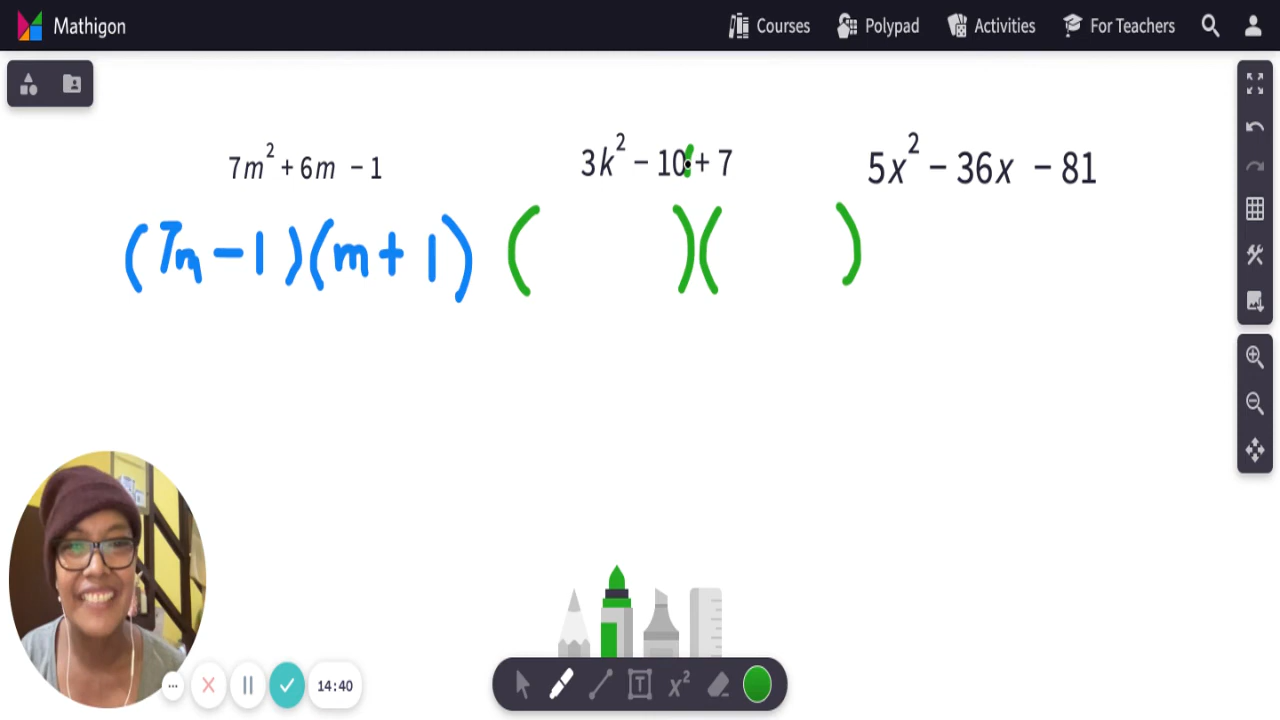 Mathigon
Courses Polypad Activities For Teachers
7m² + 6m − 1
3k² − 10 + 7
5x² − 36x − 81
(7m − 1)(m + 1) ( )( )
T x²
14:40